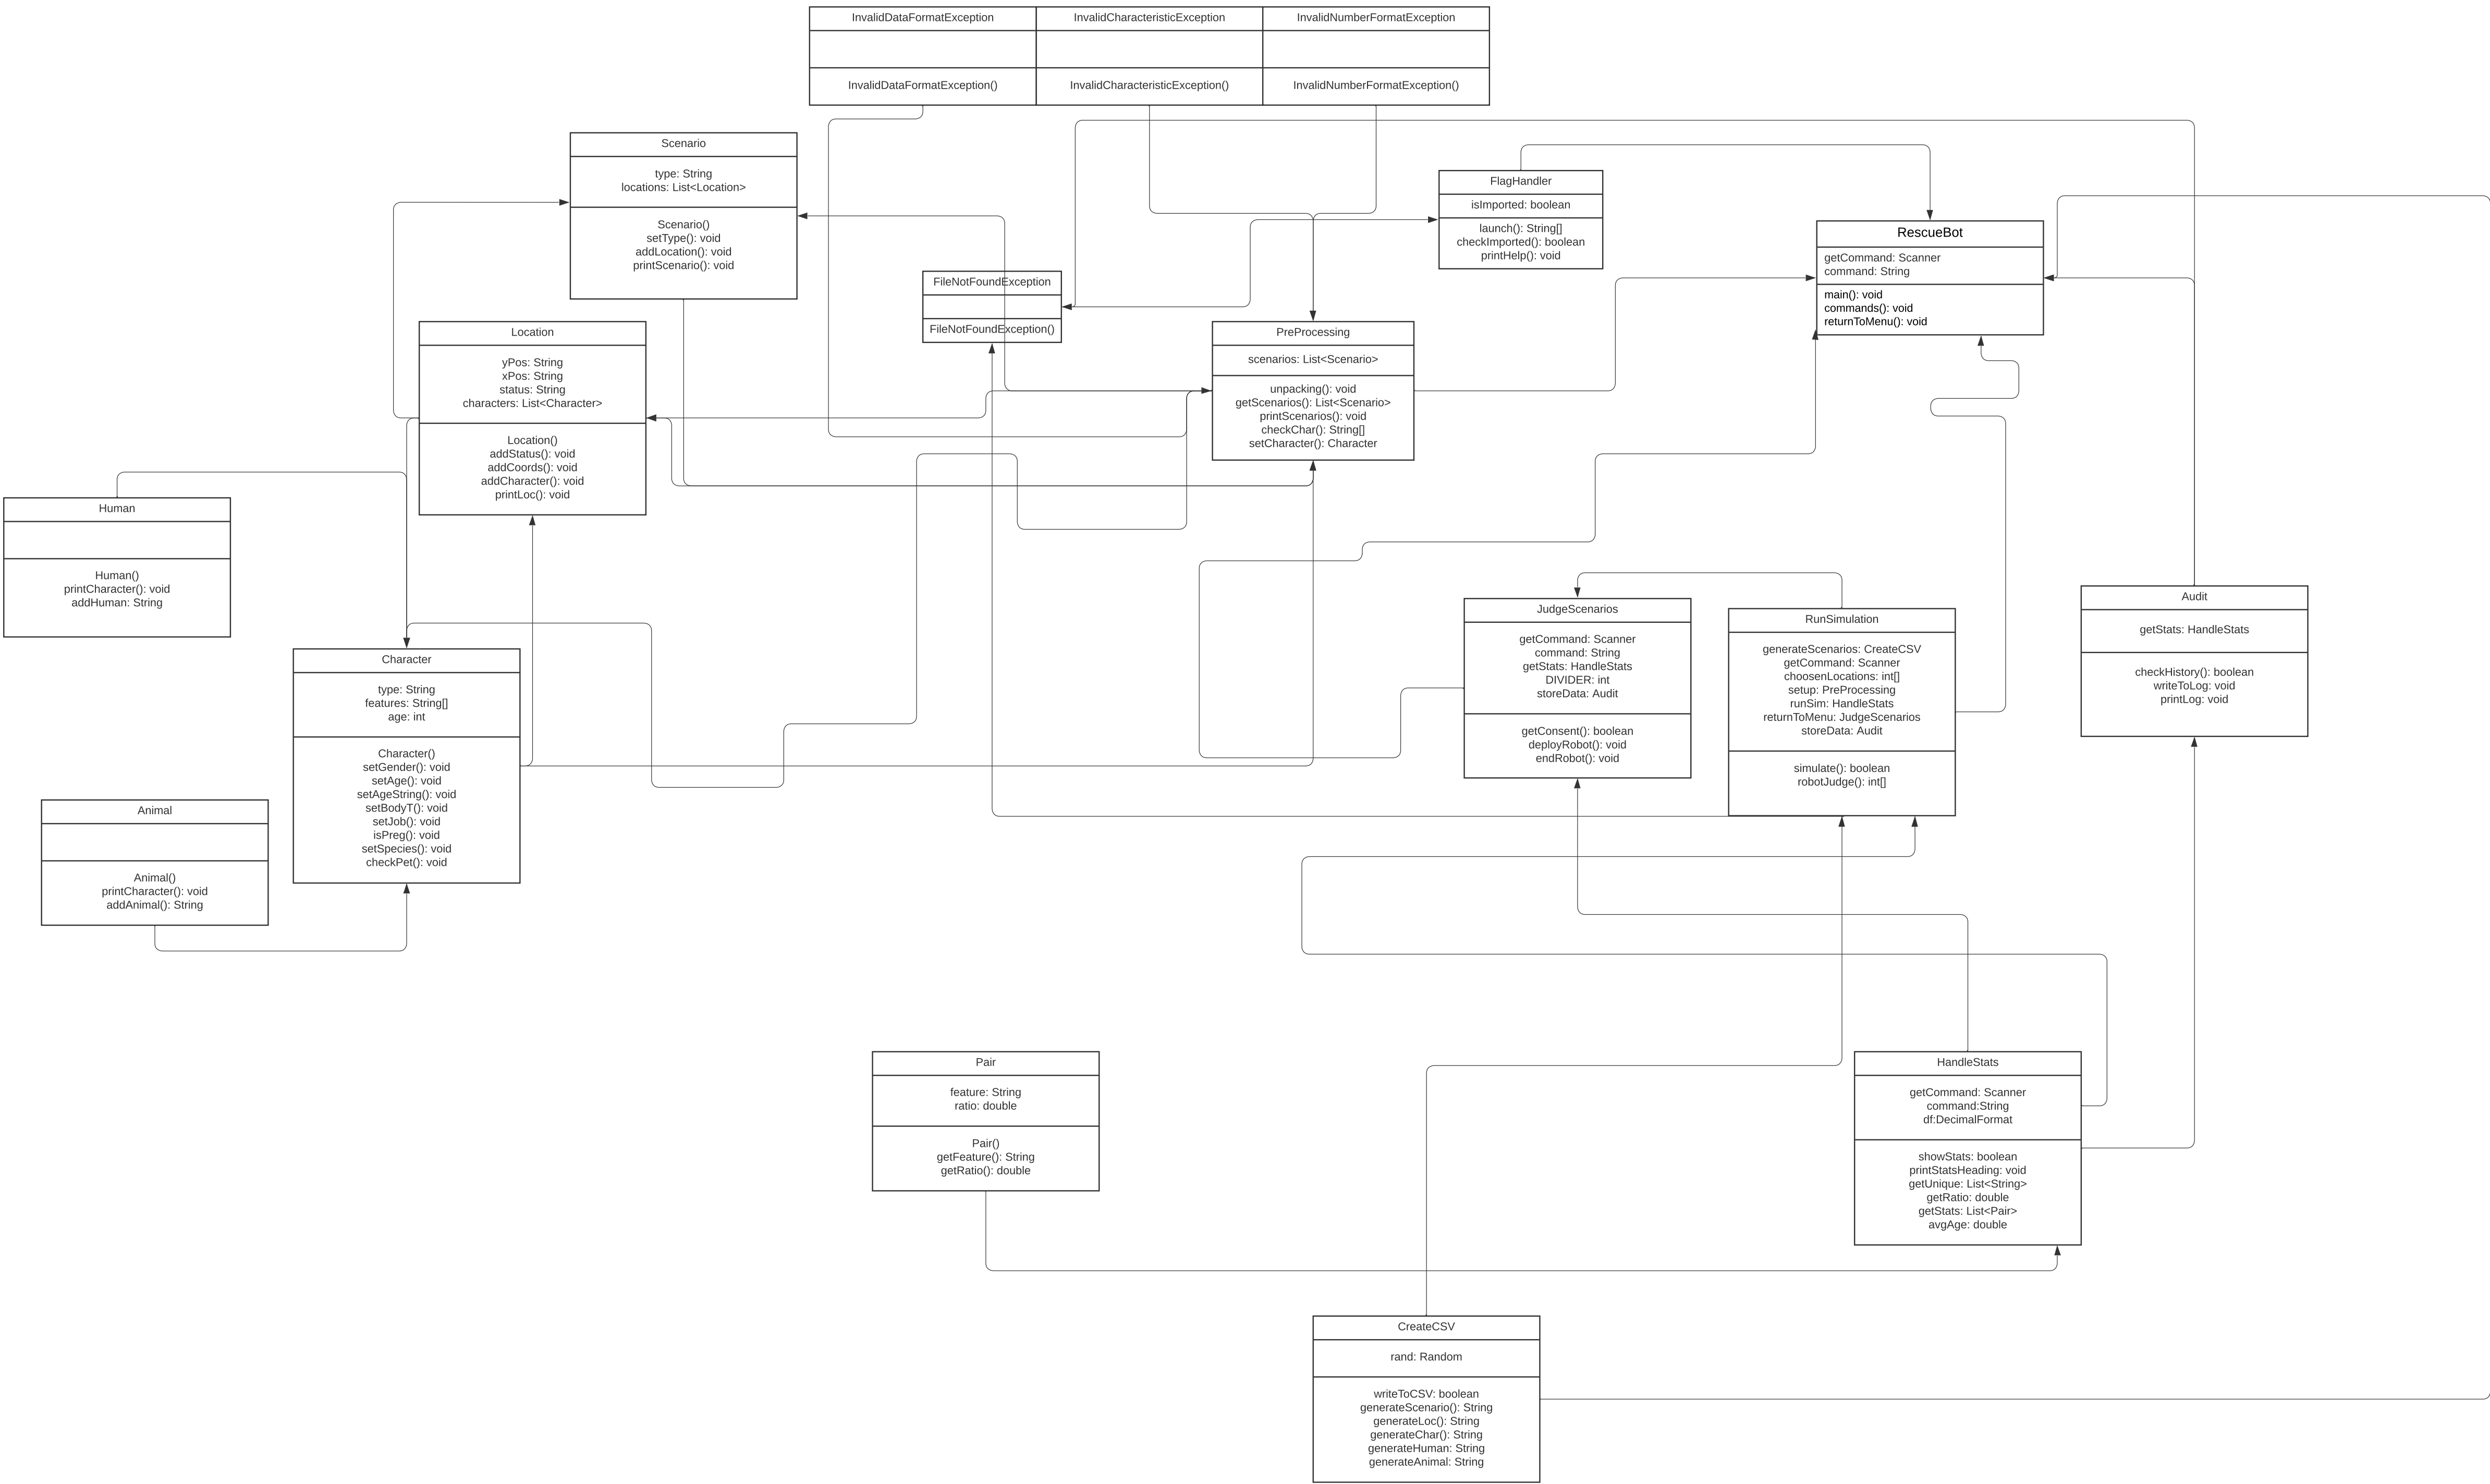 InvalidDataFormatException
InvalidDataFormatException()
InvalidCharacteristicException
InvalidCharacteristicException()
InvalidNumberFormatException
InvalidNumberFormatException()
Scenario
type: String
locations: List<Location>
Scenario()
setType(): void
addLocation(): void
printScenario(): void
FlagHandler
isImported: boolean
launch(): String[]
checkImported(): boolean
printHelp(): void
RescueBot
getCommand: Scanner
command: String
main(): void
commands(): void
returnToMenu(): void
FileNotFoundException
FileNotFoundException()
Location
yPos: String
xPos: String
status: String
characters: List<Character>
Location()
addStatus(): void
addCoords(): void
addCharacter(): void
printLoc(): void
PreProcessing
scenarios: List<Scenario>
unpacking(): void
getScenarios(): List<Scenario>
printScenarios(): void
checkChar(): String[]
setCharacter(): Character
Human
Human()
printCharacter(): void
addHuman: String
Character
type: String
features: String[]
age: int
Character()
setGender(): void
setAge(): void
setAgeString(): void
setBodyT(): void
setJob(): void
isPreg(): void
setSpecies(): void
checkPet(): void
JudgeScenarios
getCommand: Scanner
command: String
getStats: HandleStats
DIVIDER: int
storeData: Audit
getConsent(): boolean
deployRobot(): void
endRobot(): void
RunSimulation
generateScenarios: CreateCSV
getCommand: Scanner
choosenLocations: int[]
setup: PreProcessing
runSim: HandleStats
returnToMenu: JudgeScenarios
storeData: Audit
simulate(): boolean
robotJudge(): int[]
Audit
getStats: HandleStats
checkHistory(): boolean
writeToLog: void
printLog: void
Animal
Animal()
printCharacter(): void
addAnimal(): String
Pair
feature: String
ratio: double
Pair()
getFeature(): String
getRatio(): double
HandleStats
getCommand: Scanner
command:String
df:DecimalFormat
showStats: boolean
printStatsHeading: void
getUnique: List<String>
getRatio: double
getStats: List<Pair>
avgAge: double
CreateCSV
rand: Random
writeToCSV: boolean
generateScenario(): String
generateLoc(): String
generateChar(): String
generateHuman: String
generateAnimal: String